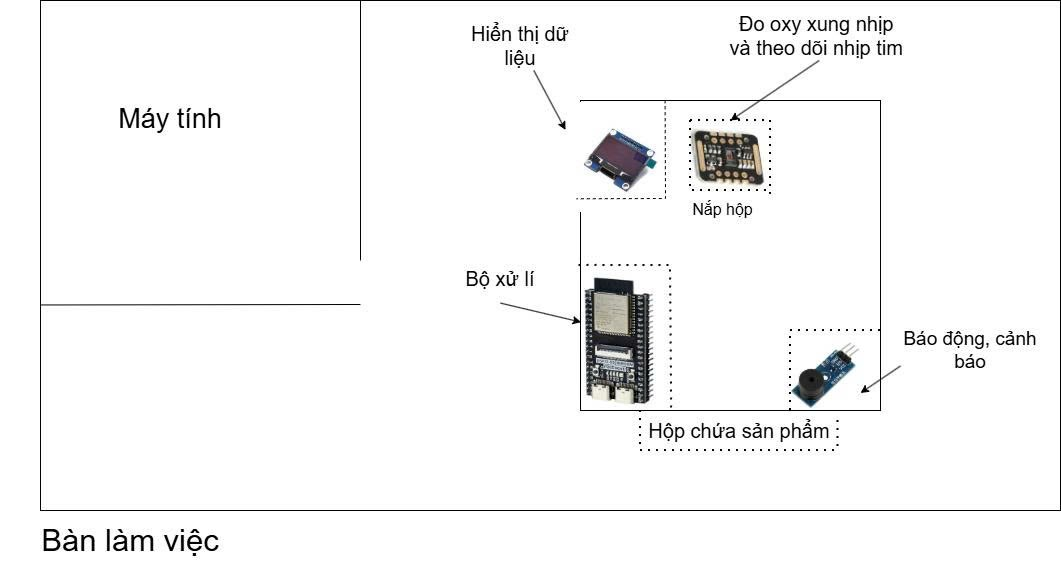 Máy tính
Hiển thị dữ
liệu
Đo oxy xung nhịp
và theo dõi nhịp tim
Nắp hộp
Bộ xử lí
Báo động, cảnh
báo
Hộp chứa sản phẩm
Bàn làm việc